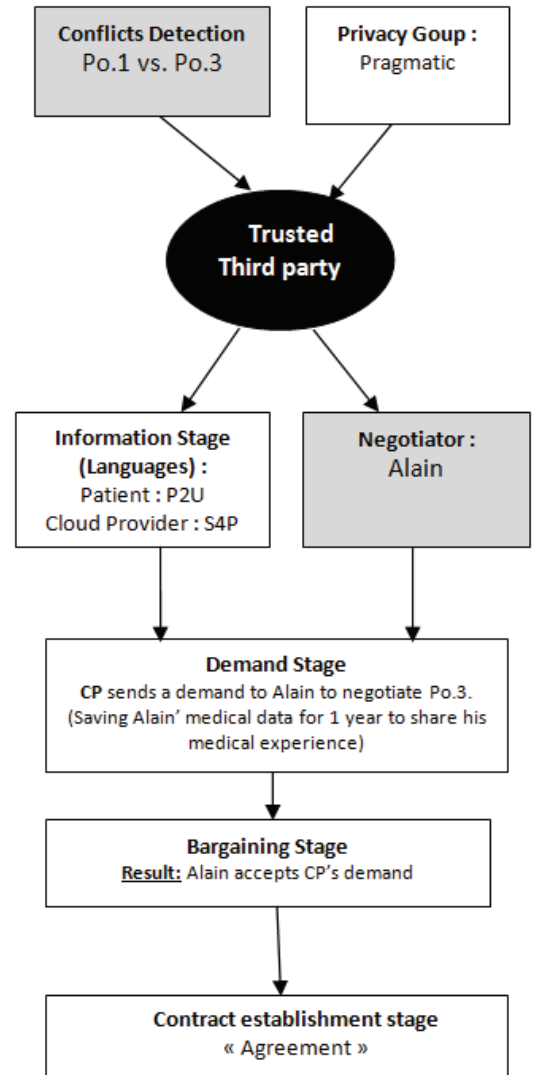 Conflicts Detection
Po.1 vs. Po.3
Privacy Goup :
Pragmatic
Trusted
Third party
Information Stage
(Languages) :
Patient : P2U
Cloud Provider : S4P
Negotiator :
Alain
Demand Stage
CP sends a demand to Alain to negotiate Po.3.
(Saving Alain’ medical data for 1 year to share his
medical experience)
Bargaining Stage
Result: Alain accepts CP’s demand
Contract establishment stage
« Agreement »